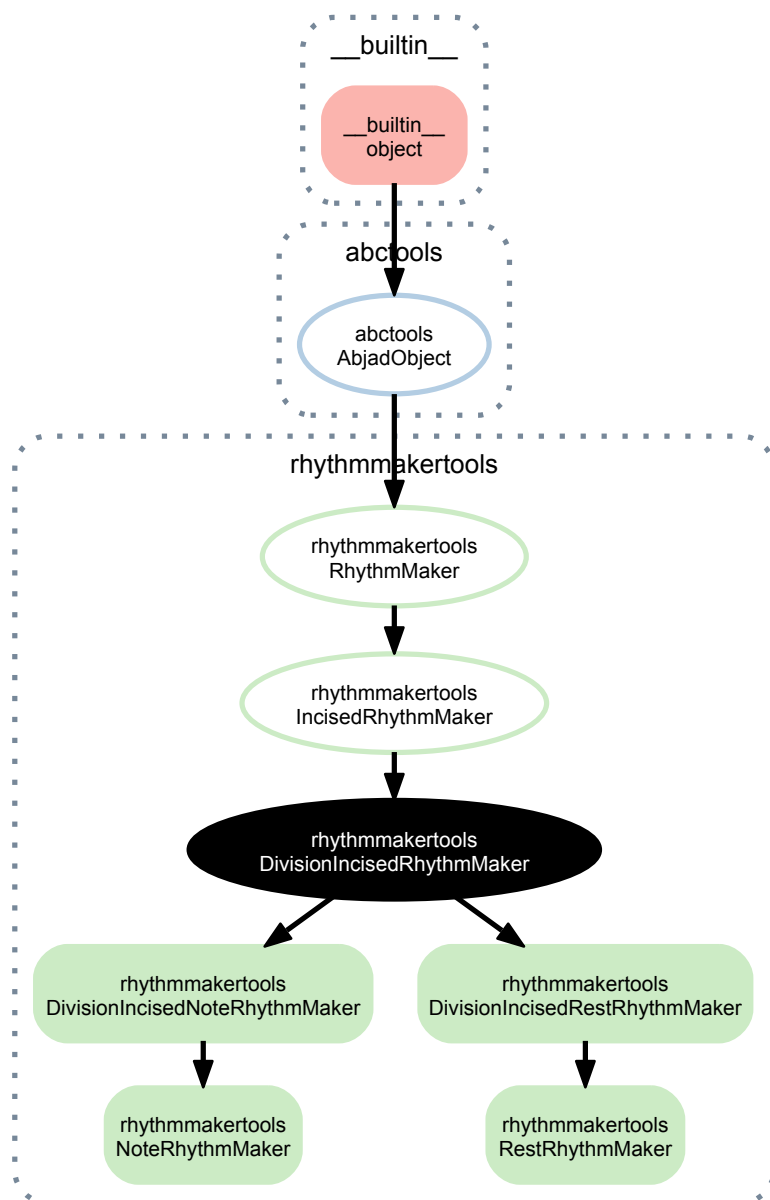 __builtin__
__builtin__
object
abctools
abctools
AbjadObject
rhythmmakertools
rhythmmakertools
RhythmMaker
rhythmmakertools
IncisedRhythmMaker
rhythmmakertools
DivisionIncisedRhythmMaker
rhythmmakertools
DivisionIncisedNoteRhythmMaker
rhythmmakertools
DivisionIncisedRestRhythmMaker
rhythmmakertools
NoteRhythmMaker
rhythmmakertools
RestRhythmMaker